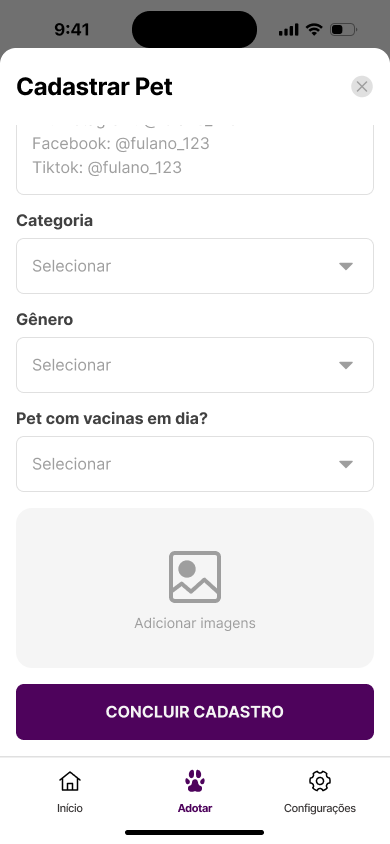 9:41
Cadastrar Pet
Facebook: @fulano_123
Tiktok: @fulano_123
Categoria
Selecionar
Gênero
Selecionar
Pet com vacinas em dia?
Selecionar
Adicionar imagens
CONCLUIR CADASTRO
Início
Adotar
Configurações